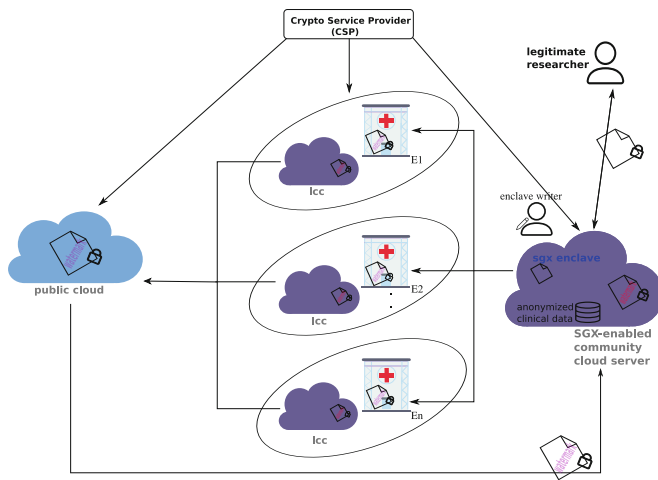 Crypto Service Provider
(CSP)
legitimate
researcher
E1
lcc
enclave writer
sgx enclave
public cloud
E2
lcc
anonymized
clinical data
SGX-enabled
community
cloud server
En
lcc
watermark